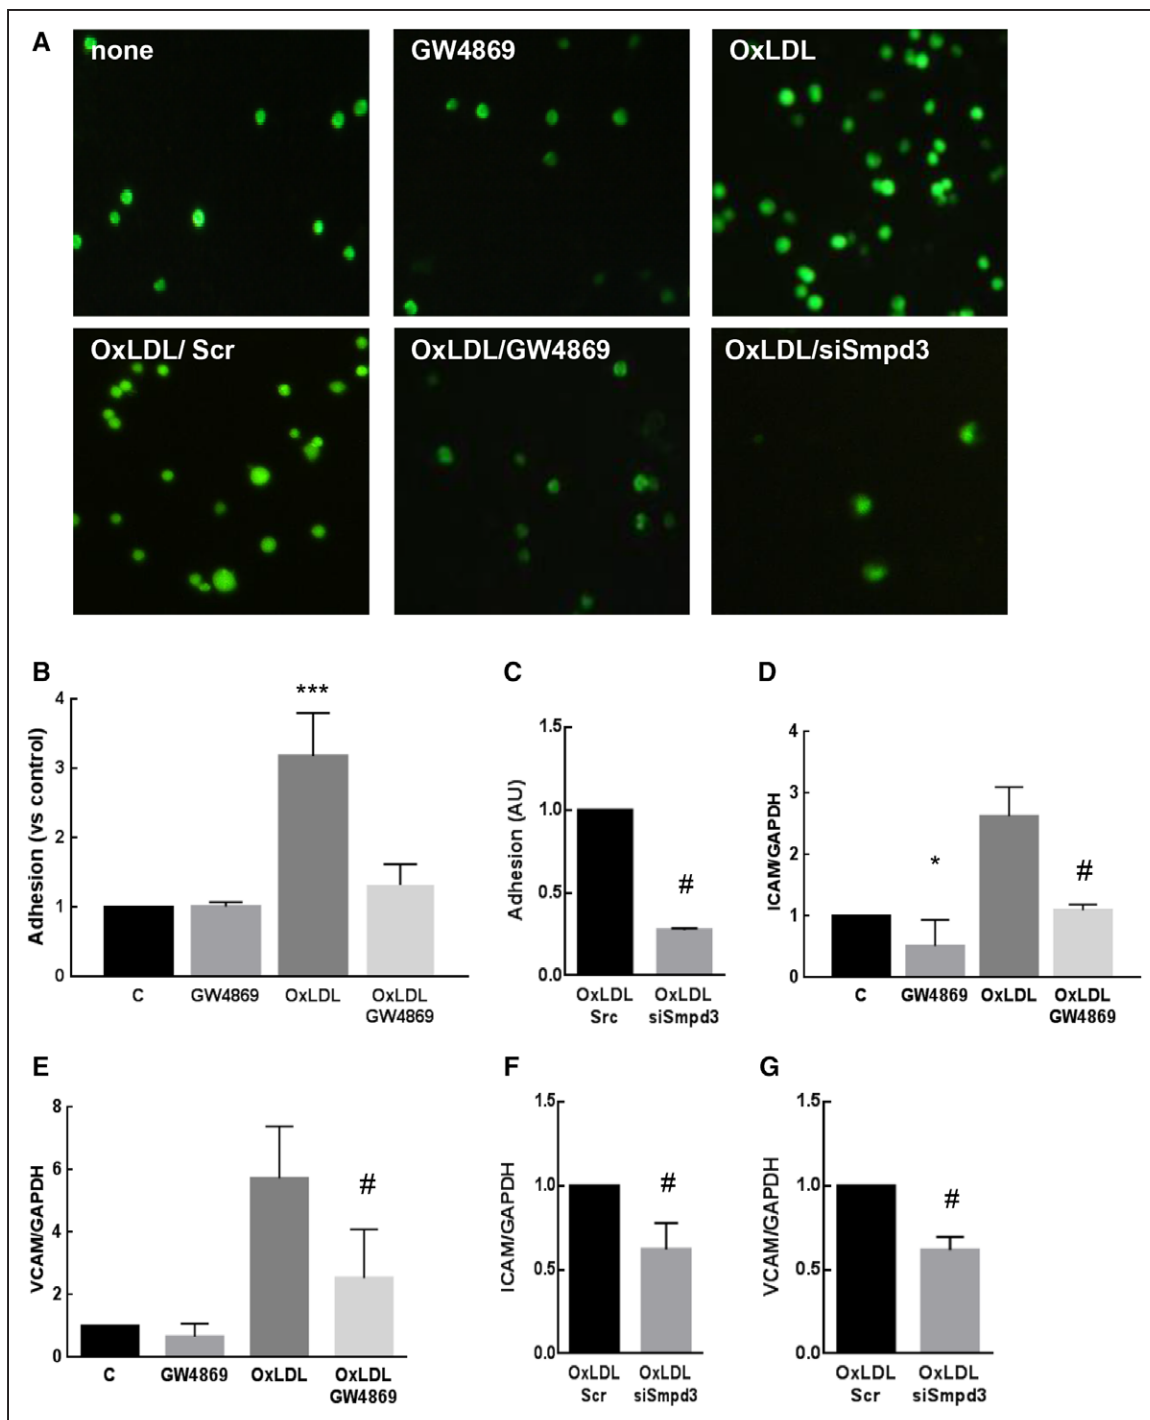 A
none
GW4869
OxLDL
OxLDL/ Scr
OxLDL/GW4869
OxLDL/siSmpd3
B
Adhesion (vs control)
4
3
2
1
0
***
C
GW4869
OxLDL
OxLDL
GW4869
C
Adhesion (AU)
1.5
1.0
0.5
0.0
#
OxLDL
Src
OxLDL
siSmpd3
D
ICAM/GAPDH
4
3
2
1
0
*
#
C
GW4869
OxLDL
OxLDL
GW4869
E
VCAM/GAPDH
8
6
4
2
0
#
C
GW4869
OxLDL
OxLDL
GW4869
F
ICAM/GAPDH
1.5
1.0
0.5
0.0
#
OxLDL
Scr
OxLDL
siSmpd3
G
VCAM/GAPDH
1.5
1.0
0.5
0.0
#
OxLDL
Scr
OxLDL
siSmpd3